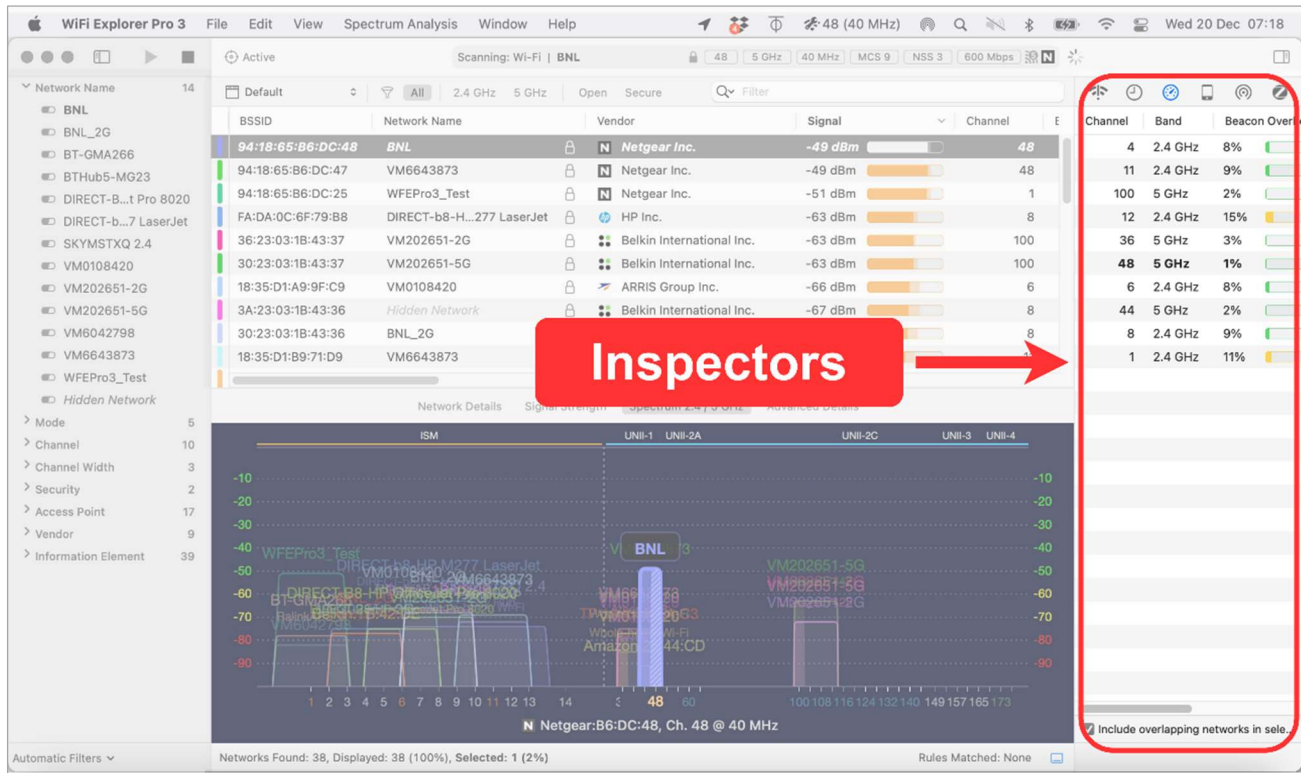 WiFi Explorer Pro 3 File Edit View Spectrum Analysis Window Help 48 (40 MHz) Wed 20 Dec 07:18
Active Scanning: Wi-Fi | BNL 48 5 GHz 40 MHz MCS 9 NSS 3 600 Mbps N
Network Name 14
BNL
BNL_2G
BT-GMA266
BTHub5-MG23
DIRECT-B...t Pro 8020
DIRECT-b...7 LaserJet
SKYMSTXQ 2.4
VM0108420
VM202651-2G
VM202651-5G
VM6042798
VM6643873
WFEPro3_Test
Hidden Network
Mode 5
Channel 10
Channel Width 3
Security 2
Access Point 17
Vendor 9
Information Element 39
Automatic Filters
Default All 2.4 GHz 5 GHz Open Secure Filter
BSSID Network Name Vendor Signal Channel
94:18:65:B6:DC:48 BNL N Netgear Inc. -49 dBm 48
94:18:65:B6:DC:47 VM6643873 N Netgear Inc. -49 dBm 48
94:18:65:B6:DC:25 WFEPro3_Test N Netgear Inc. -51 dBm 1
FA:DA:0C:6F:79:B8 DIRECT-b8-H...277 LaserJet HP Inc. -63 dBm 8
36:23:03:1B:43:37 VM202651-2G Belkin International Inc. -63 dBm 100
30:23:03:1B:43:37 VM202651-5G Belkin International Inc. -63 dBm 100
18:35:D1:A9:9F:C9 VM0108420 ARRIS Group Inc. -66 dBm 6
3A:23:03:1B:43:36 Hidden Network Belkin International Inc. -67 dBm 8
30:23:03:1B:43:36 BNL_2G 8
18:35:D1:B9:71:D9 VM6643873
Inspectors
Network Details Signal Strength Spectrum 2.4 / 5 GHz Advanced Details
ISM UNII-1 UNII-2A UNII-2C UNII-3 UNII-4
-10 -10
-20 -20
-30 -30
-40 -40
WFEPro3_Test BNL
-50 VM202651-5G -50
-60 -60
-70 -70
-80 -80
-90 -90
1 2 3 4 5 6 7 8 9 10 11 12 13 14 48 60 100 108 116 124 132 140 149 157 165 173
N Netgear:B6:DC:48, Ch. 48 @ 40 MHz
Networks Found: 38, Displayed: 38 (100%), Selected: 1 (2%) Rules Matched: None
Channel Band Beacon
4 2.4 GHz 8%
11 2.4 GHz 9%
100 5 GHz 2%
12 2.4 GHz 15%
36 5 GHz 3%
48 5 GHz 1%
6 2.4 GHz 8%
44 5 GHz 2%
8 2.4 GHz 9%
1 2.4 GHz 11%
Include overlapping networks in sele...